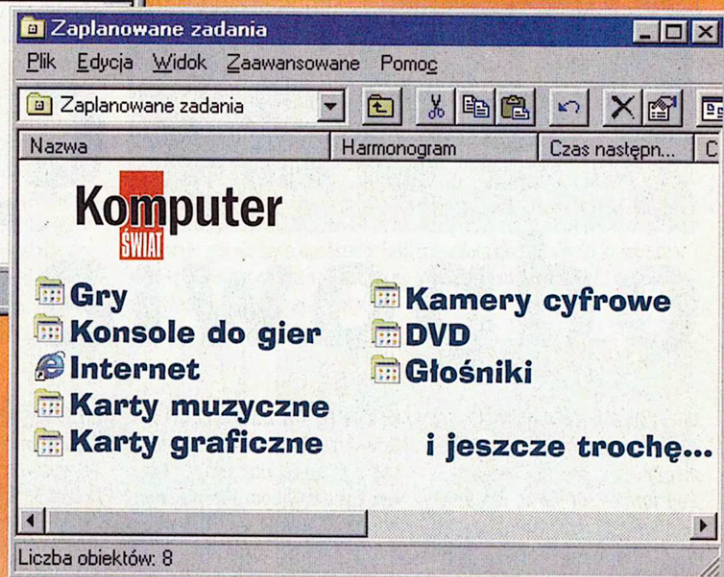 Zaplanowane zadania
Plik Edycja Widok Zaawansowane Pomoc
Zaplanowane zadania
Nazwa Harmonogram Czas następn... C
Komputer
ŚWIAT
Gry
Konsole do gier
Internet
Karty muzyczne
Karty graficzne
Kamery cyfrowe
DVD
Głośniki
i jeszcze trochę...
Liczba obiektów: 8